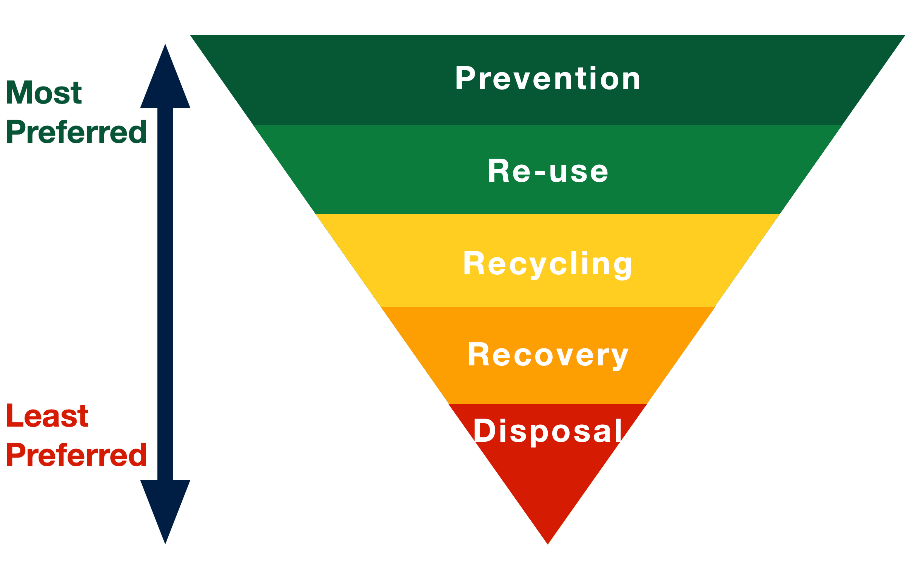 Most
Preferred
Prevention
Re-use
Recycling
Recovery
Least
Preferred
Disposal